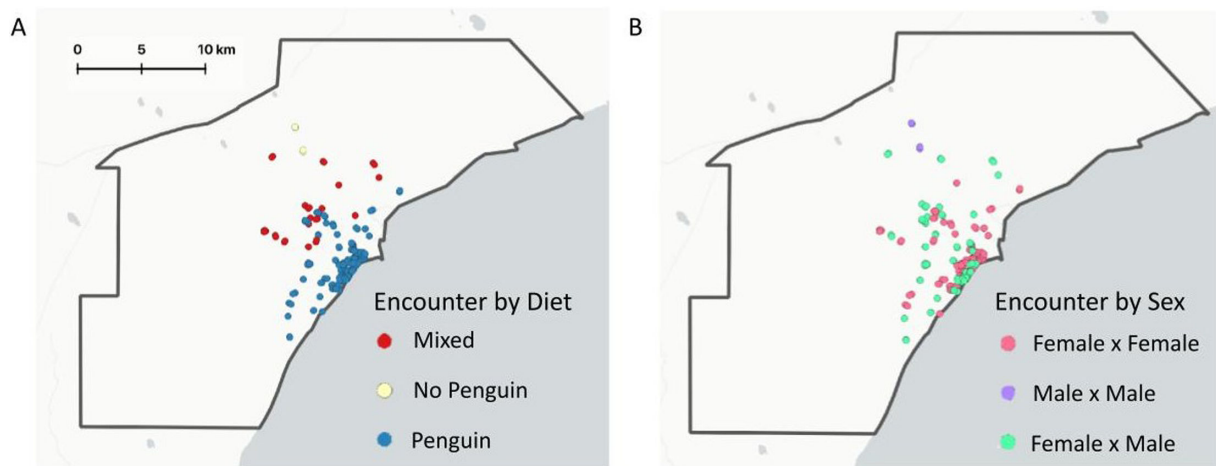 A
0 5 10 km
Encounter by Diet
Mixed
No Penguin
Penguin
B
Encounter by Sex
Female x Female
Male x Male
Female x Male